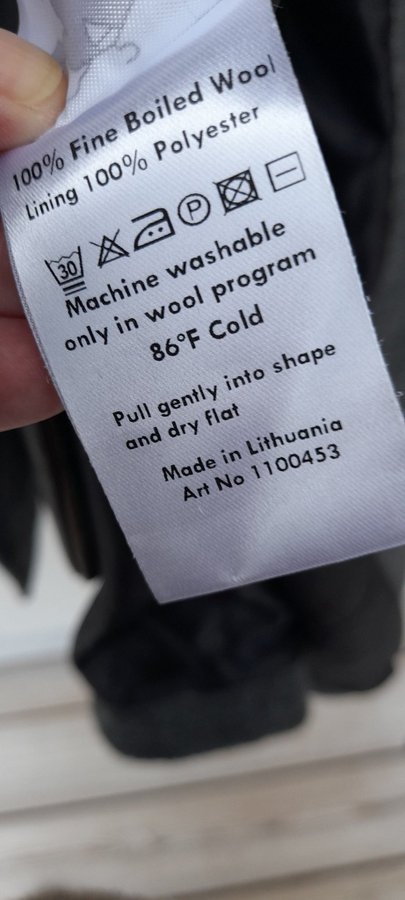 100% Fine Boiled Wool
Lining 100% Polyester
30 P
Machine washable
only in wool program
86°F Cold
Pull gently into shape
and dry flat
Made in Lithuania
Art No 1100453